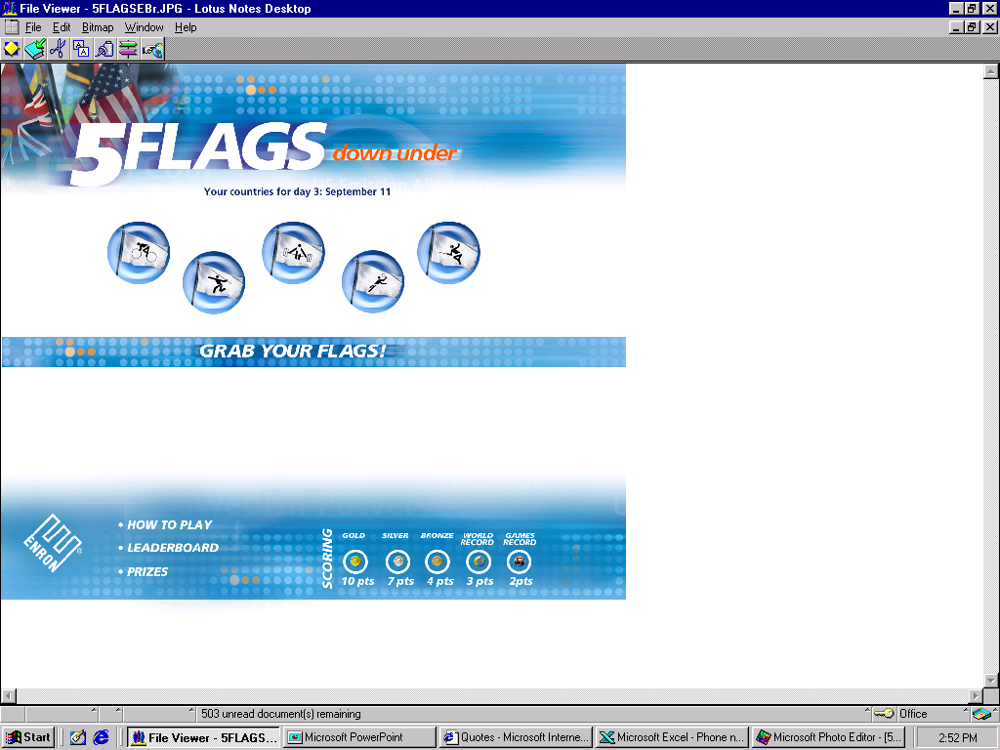 File Viewer - 5FLAGSEBr.JPG - Lotus Notes Desktop
File Edit Bitmap Window Help
5FLAGS down under
Your countries for day 3: September 11
GRAB YOUR FLAGS!
ENRON
• HOW TO PLAY
• LEADERBOARD
• PRIZES
SCORING
GOLD SILVER BRONZE WORLD RECORD GAMES RECORD
10 pts 7 pts 4 pts 3 pts 2pts
503 unread document(s) remaining
Office
Start
File Viewer - 5FLAGS...
Microsoft PowerPoint
Quotes - Microsoft Interne...
Microsoft Excel - Phone n...
Microsoft Photo Editor - [5...
2:52 PM